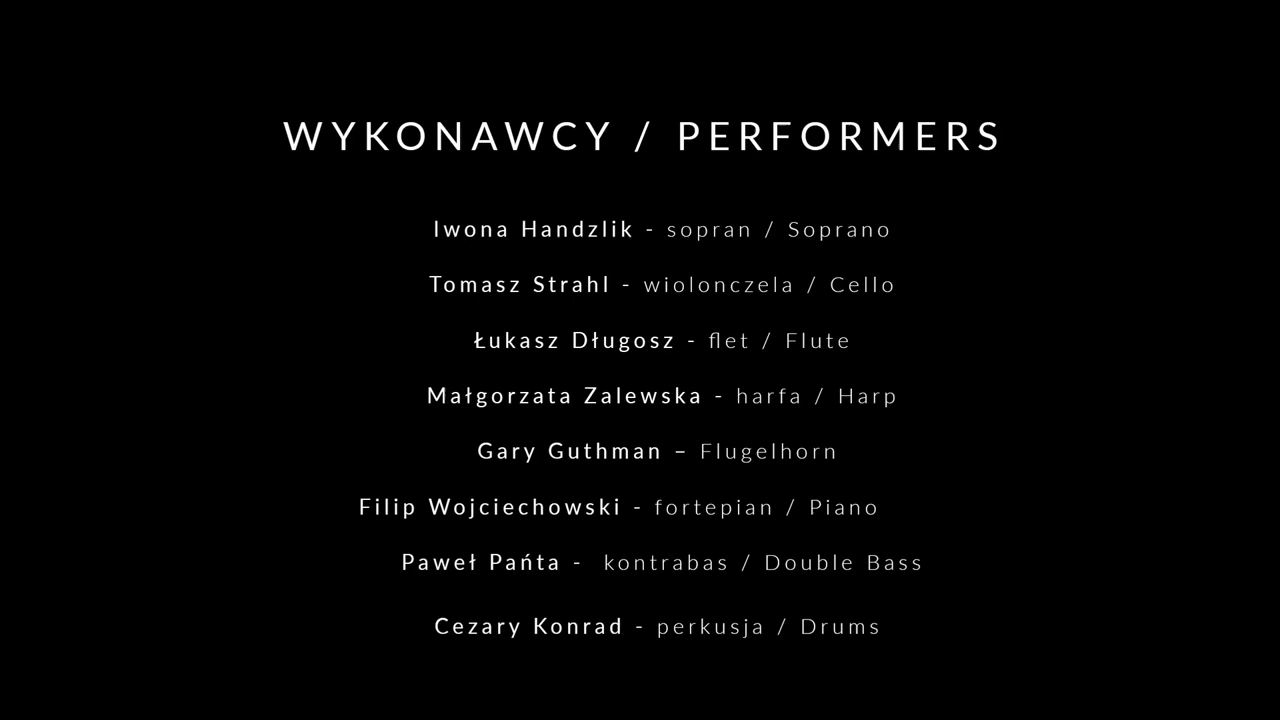 WYKONAWCY / PERFORMERS
Iwona Handzlik - sopran / Soprano
Tomasz Strahl - wiolonczela / Cello
Łukasz Długosz - flet / Flute
Małgorzata Zalewska - harfa / Harp
Gary Guthman – Flugelhorn
Filip Wojciechowski - fortepian / Piano
Paweł Pańta - kontrabas / Double Bass
Cezary Konrad - perkusja / Drums